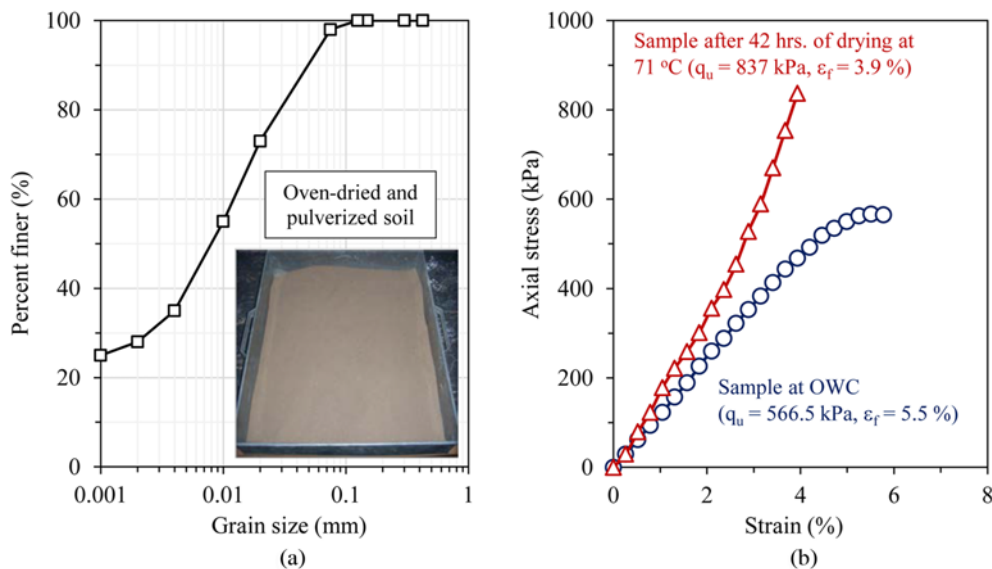 Percent finer (%)
100
80
60
40
20
0
Oven-dried and
pulverized soil
0.001
0.01
0.1
1
Grain size (mm)
(a)
Axial stress (kPa)
1000
800
600
400
200
0
Sample after 42 hrs. of drying at
71 ºC (qu = 837 kPa, εf = 3.9 %)
Sample at OWC
(qu = 566.5 kPa, εf = 5.5 %)
0
2
4
6
8
Strain (%)
(b)